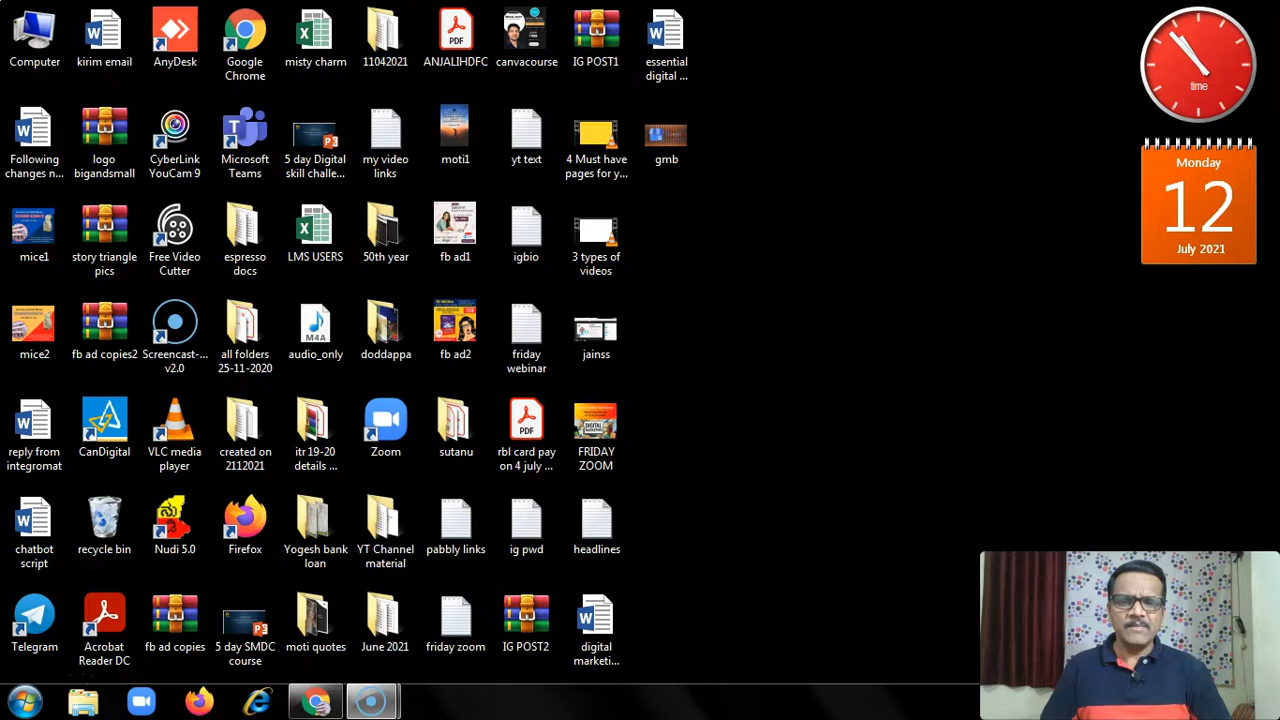 Computer
kirim email
AnyDesk
Google
Chrome
misty charm
11042021
ANJALIHDFC
canvacourse
IG POST1
essential
digital ...
time
Following
changes n...
logo
bigandsmall
CybeLink
YouCam 9
Microsoft
Teams
5 day Digital
skill challe...
my video
links
moti1
yt text
4 Must have
pages for y...
gmb
Monday
12
July 2021
mice1
story triangle
pics
Free Video
Cutter
espresso
docs
LMS USERS
50th year
fb ad1
igbio
3 types of
videos
mice2
fb ad copies2
Screencast-...
v2.0
all folders
25-11-2020
M4A
audio_only
doddappa
fb ad2
friday
webinar
jainss
reply from
integromat
CanDigital
VLC media
player
created on
2112021
itr 19-20
details ...
Zoom
sutanu
PDF
rbl card pay
on 4 july ...
FRIDAY
ZOOM
chatbot
script
recycle bin
Nudi 5.0
Firefox
Yogesh bank
loan
YT Channel
material
pabbly links
ig pwd
headlines
Telegram
Acrobat
Reader DC
fb ad copies
5 day SMDC
course
moti quotes
June 2021
friday zoom
IG POST2
digital
marketi...